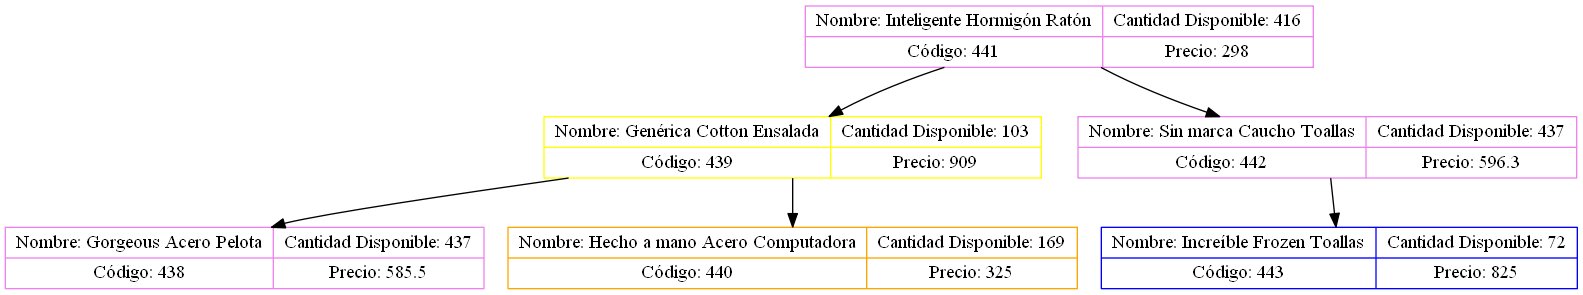 Nombre: Inteligente Hormigón Ratón
Cantidad Disponible: 416
Código: 441
Precio: 298
Nombre: Genérica Cotton Ensalada
Cantidad Disponible: 103
Código: 439
Precio: 909
Nombre: Sin marca Caucho Toallas
Cantidad Disponible: 437
Código: 442
Precio: 596.3
Nombre: Gorgeous Acero Pelota
Cantidad Disponible: 437
Código: 438
Precio: 585.5
Nombre: Hecho a mano Acero Computadora
Cantidad Disponible: 169
Código: 440
Precio: 325
Nombre: Increíble Frozen Toallas
Cantidad Disponible: 72
Código: 443
Precio: 825